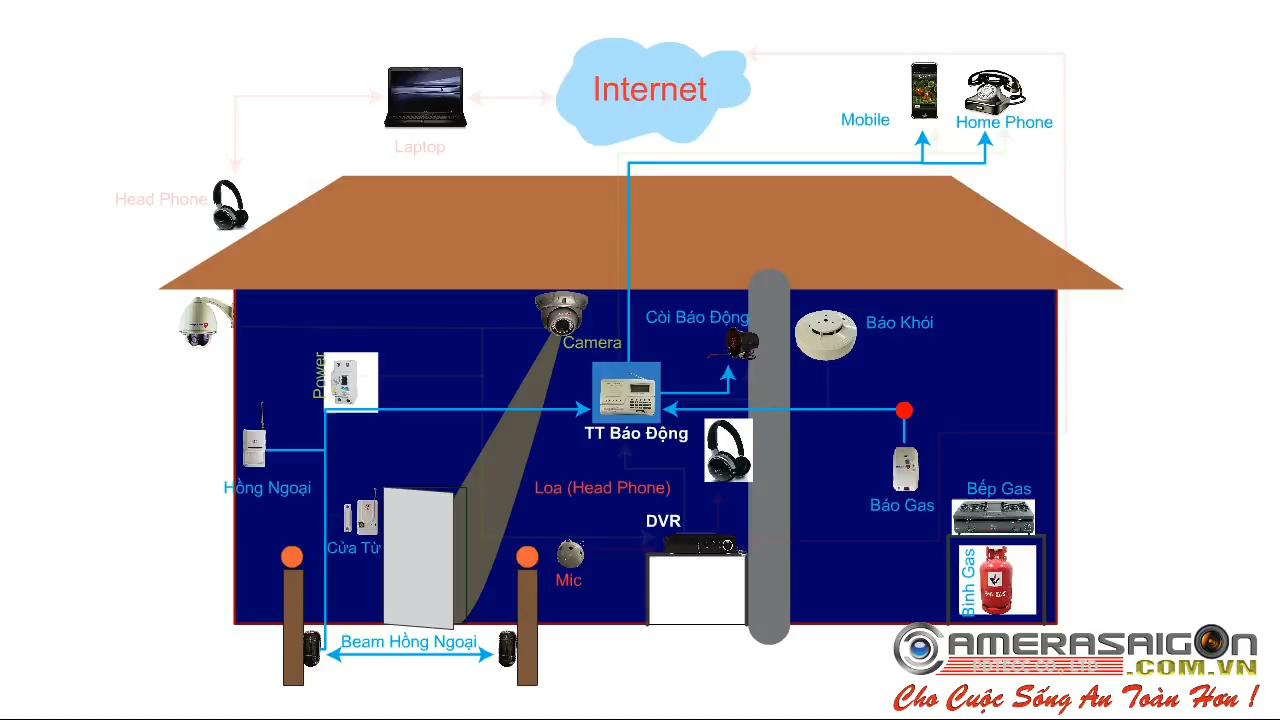 Internet
Mobile
Home Phone
Laptop
Head Phone
Còi Báo Động
Báo Khói
Camera
Power
TT Báo Động
Hồng Ngoại
Loa (Head Phone)
Báo Gas
Bếp Gas
DVR
Cửa Từ
Mic
Bình Gas
Beam Hồng Ngoại
CAMERASAIGON
.COM.VN
Cho Cuộc Sống An Toàn Hơn !